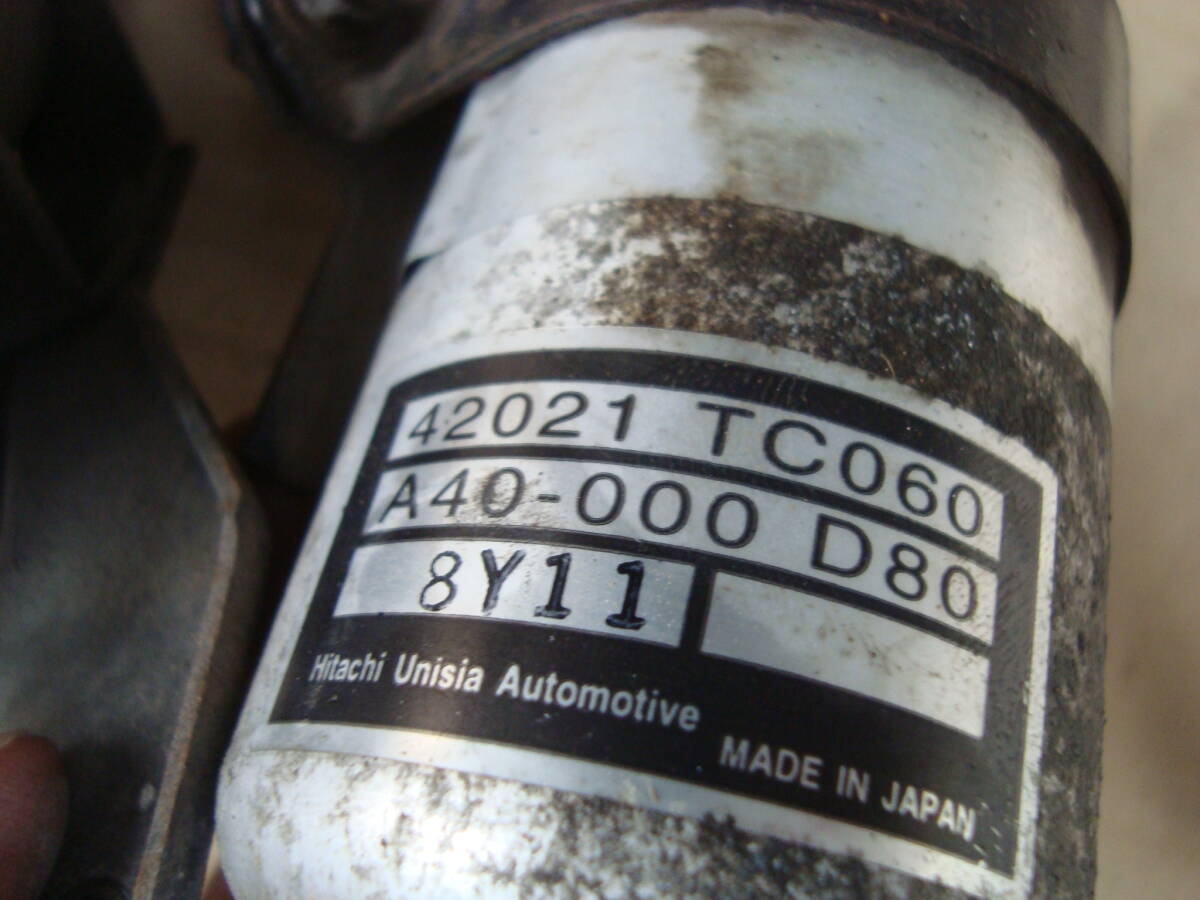 42021 TC060
A40-000 D80
8Y11
Hitachi Unisia Automotive
MADE IN JAPAN